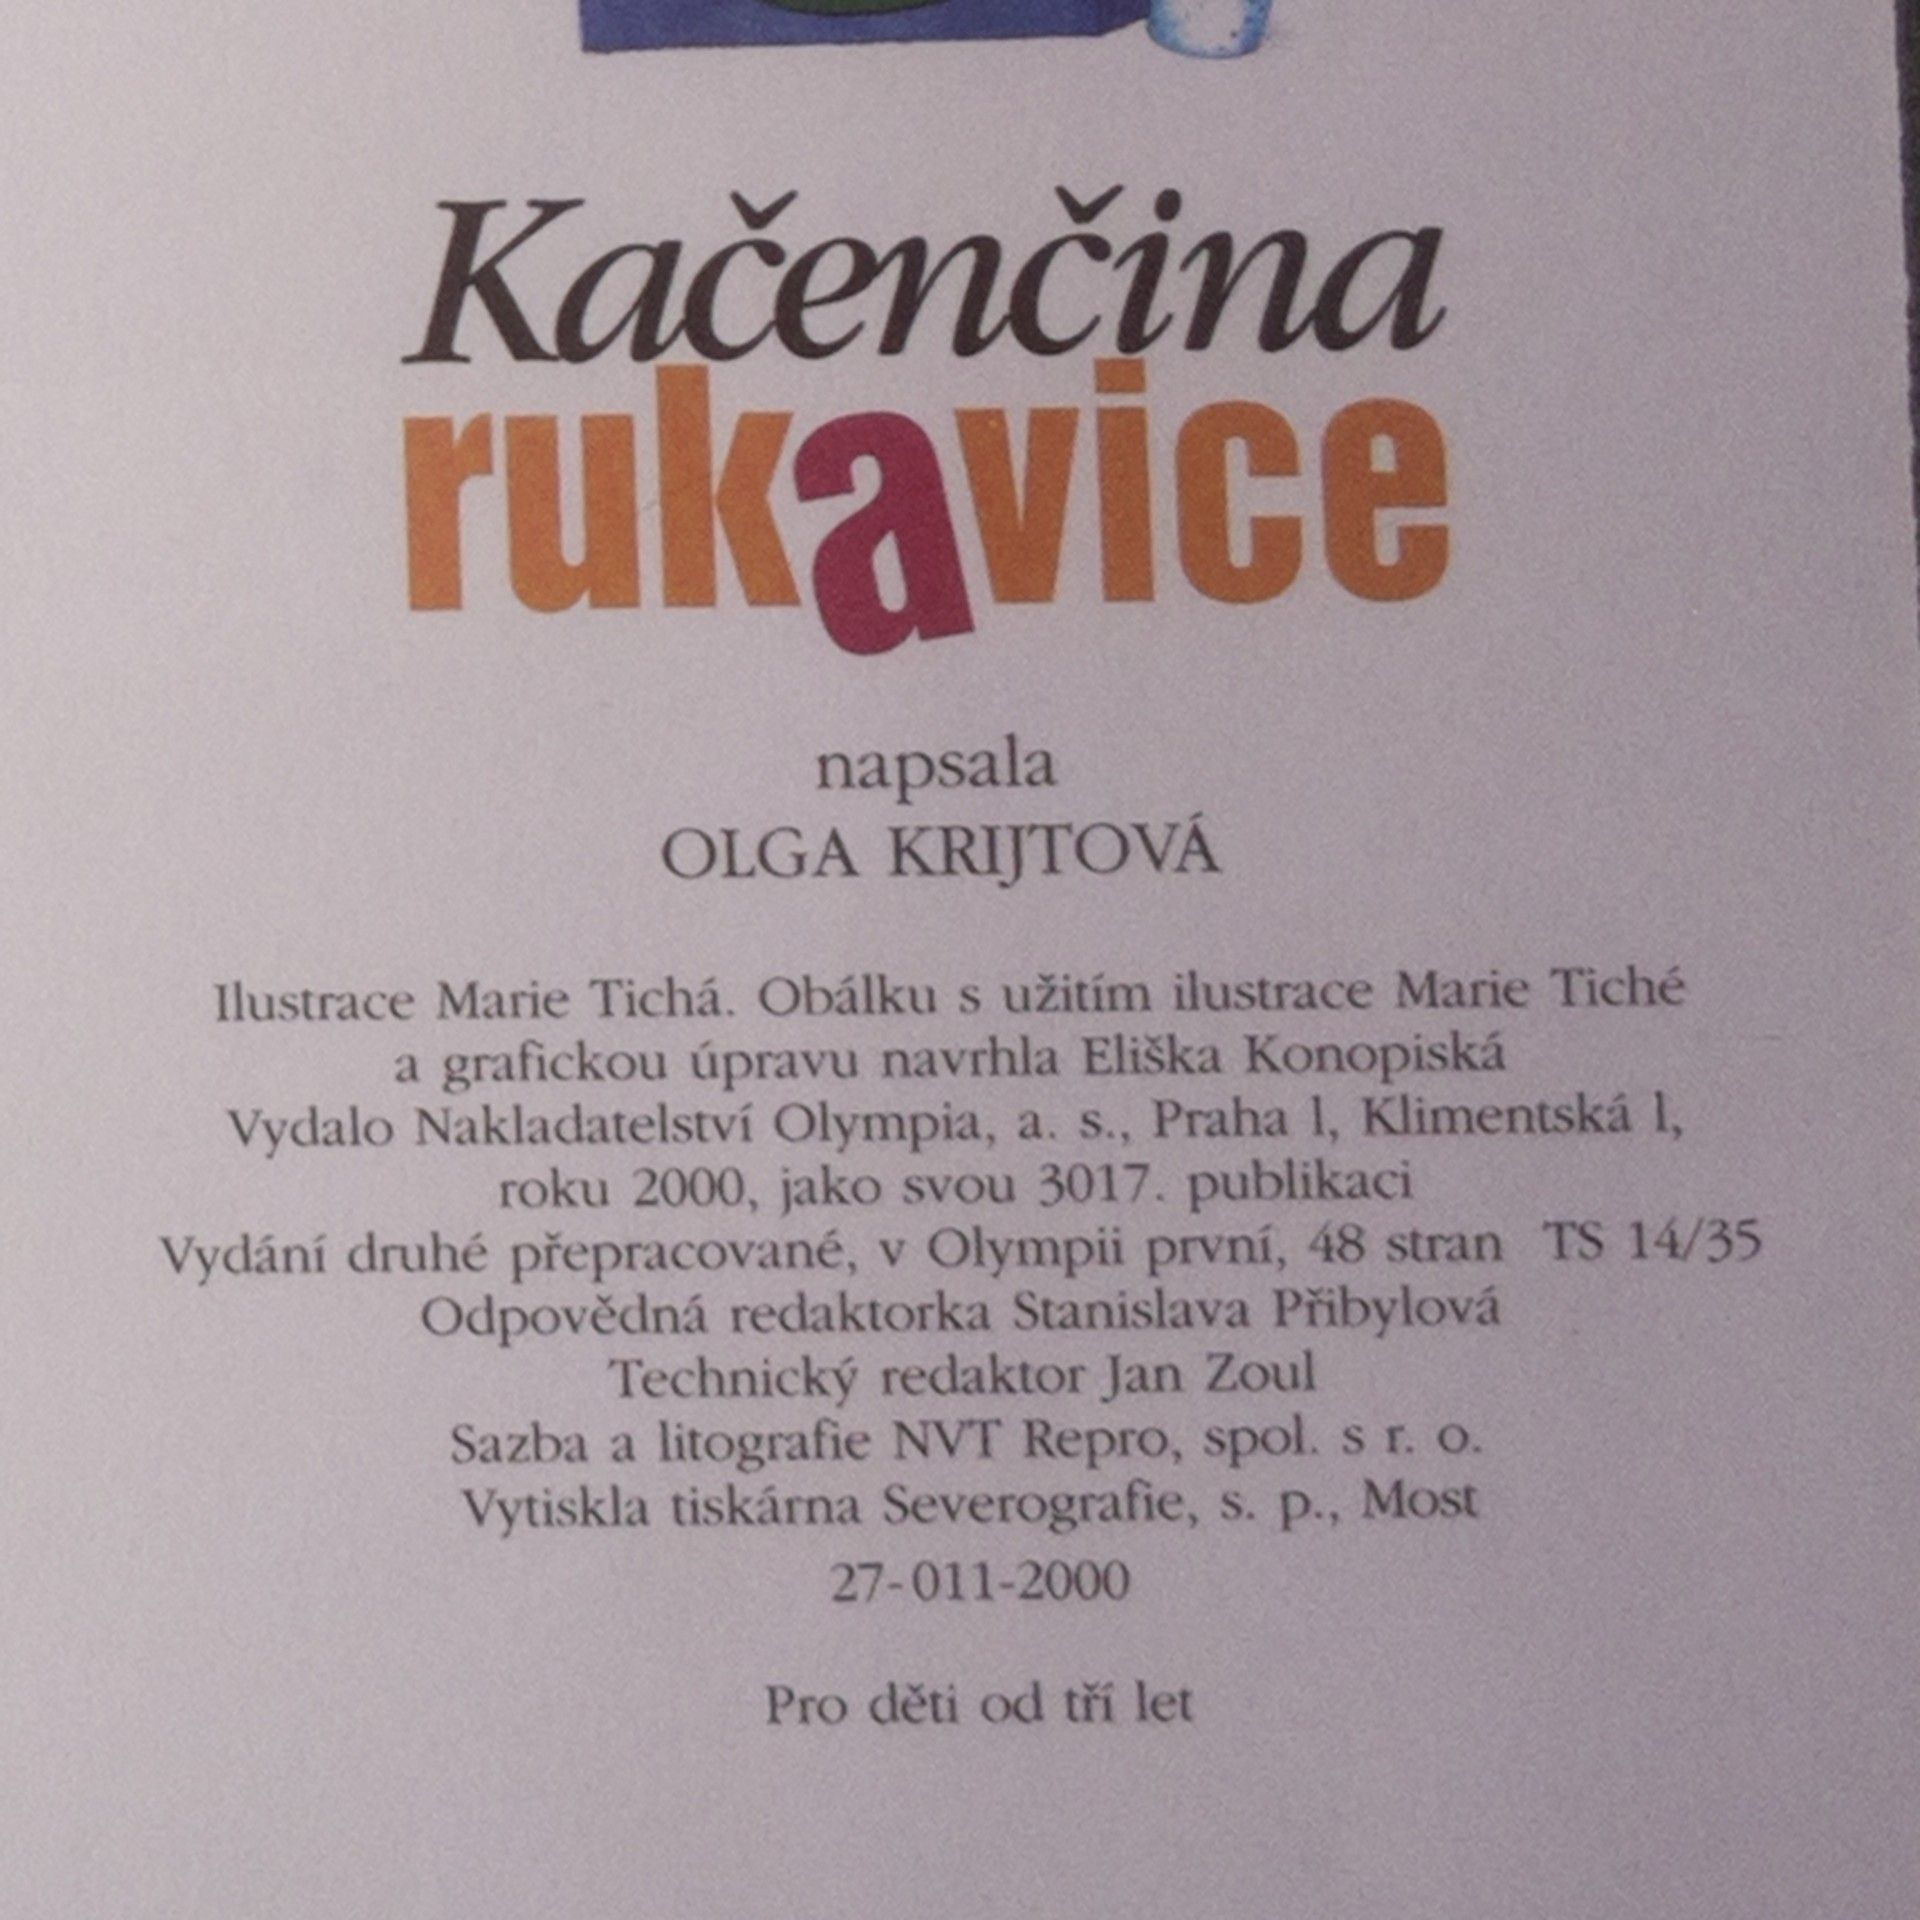 Kačenčina
rukavice
napsala
OLGA KRIJTOVÁ
Ilustrace Marie Tichá. Obálku s užitím ilustrace Marie Tiché
a grafickou úpravu navrhla Eliška Konopiská
Vydalo Nakladatelství Olympia, a. s., Praha l, Klimentská l,
roku 2000, jako svou 3017. publikaci
Vydání druhé přepracované, v Olympii první, 48 stran TS 14/35
Odpovědná redaktorka Stanislava Přibylová
Technický redaktor Jan Zoul
Sazba a litografie NVT Repro, spol. s r. o.
Vytiskla tiskárna Severografie, s. p., Most
27-011-2000
Pro děti od tří let